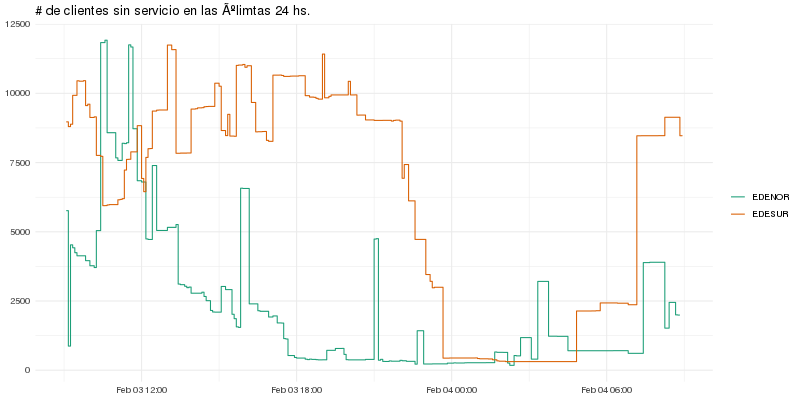 # de clientes sin servicio en las Ãºlimtas 24 hs.
12500
10000
7500
5000
2500
0
Feb 03 12:00
Feb 03 18:00
Feb 04 00:00
Feb 04 06:00
EDENOR
EDESUR